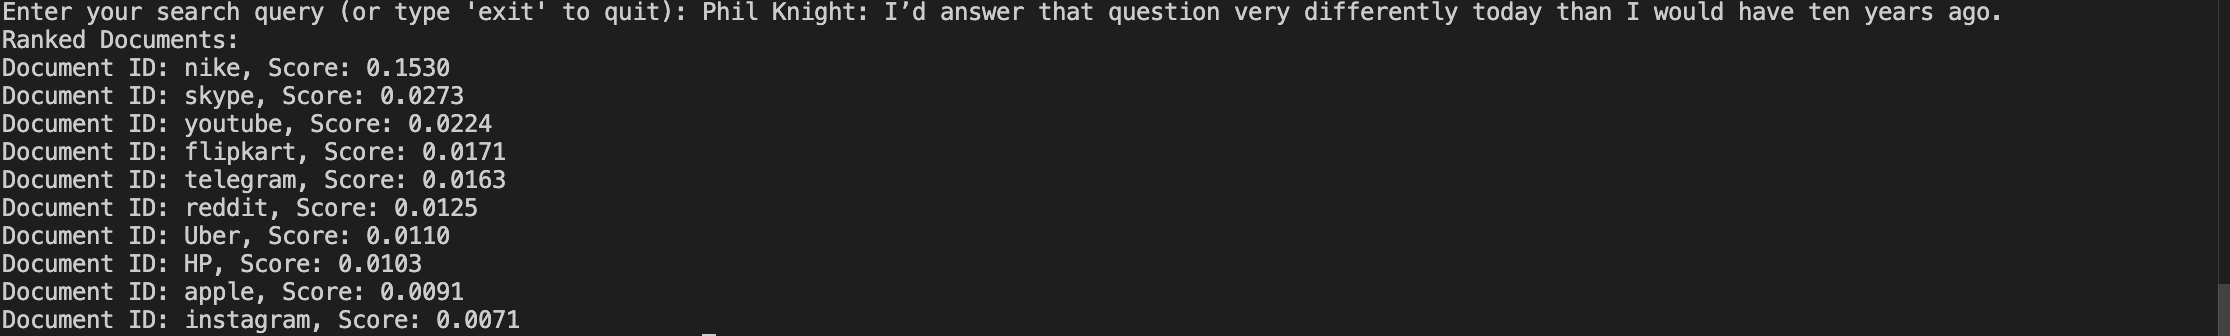 Enter your search query (or type 'exit' to quit): Phil Knight: I’d answer that question very differently today than I would have ten years ago.
Ranked Documents:
Document ID: nike, Score: 0.1530
Document ID: skype, Score: 0.0273
Document ID: youtube, Score: 0.0224
Document ID: flipkart, Score: 0.0171
Document ID: telegram, Score: 0.0163
Document ID: reddit, Score: 0.0125
Document ID: Uber, Score: 0.0110
Document ID: HP, Score: 0.0103
Document ID: apple, Score: 0.0091
Document ID: instagram, Score: 0.0071